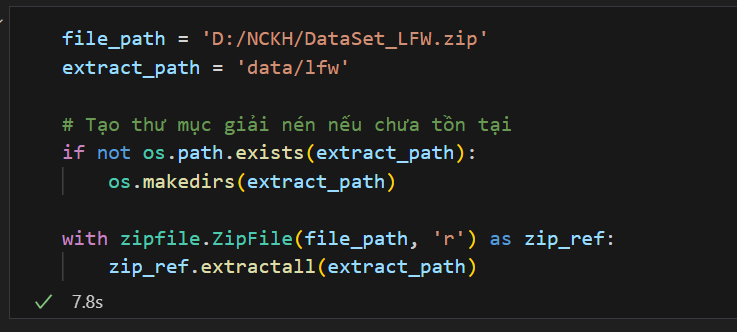 file_path = 'D:/NCKH/DataSet_LFW.zip'
extract_path = 'data/lfw'
# Tạo thư mục giải nén nếu chưa tồn tại
if not os.path.exists(extract_path):
    os.makedirs(extract_path)
with zipfile.ZipFile(file_path, 'r') as zip_ref:
    zip_ref.extractall(extract_path)
7.8s